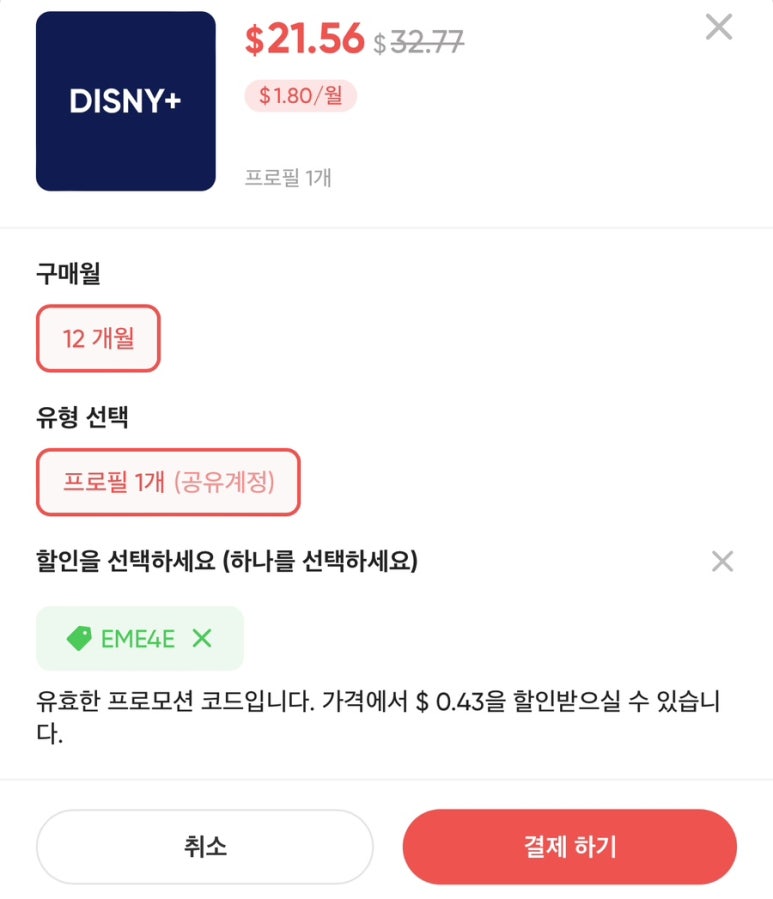 DISNY+
$21.56 $32.77
$1.80/월
프로필 1개
구매월
12 개월
유형 선택
프로필 1개 (공유계정)
할인을 선택하세요 (하나를 선택하세요)
EME4E
유효한 프로모션 코드입니다. 가격에서 $ 0.43을 할인받으실 수 있습니
다.
취소
결제 하기